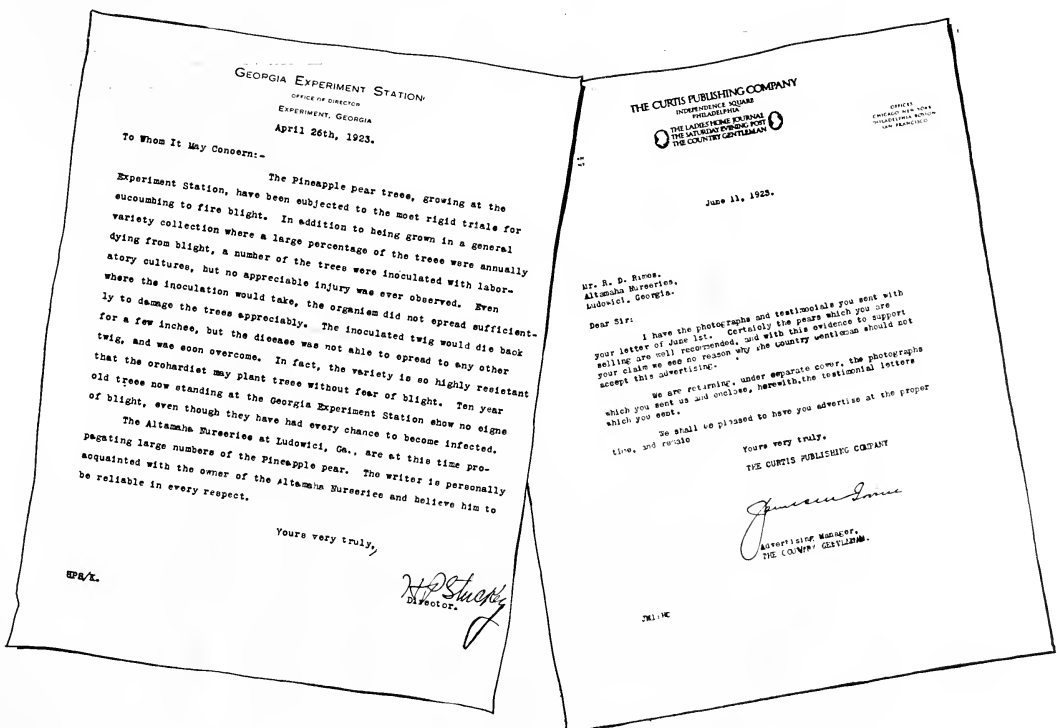 GEORGIA EXPERIMENT STATION
OFFICE OF DIRECTOR
EXPERIMENT, GEORGIA
April 26th, 1923.
To Whom It May Concern:-
The Pineapple pear trees, growing at the
Experiment Station, have been subjected to the most rigid trials for
sucoumbing to fire blight. In addition to being grown in a general
variety collection where a large percentage of the trees were annually
dying from blight, a number of the trees were inoculated with labor-
atory cultures, but no appreciable injury was ever observed. Even
where the inoculation would take, the organism did not spread sufficient-
ly to damage the trees appreciably. The inoculated twig would die back
for a few inches, but the disease was not able to spread to any other
twig, and was soon overcome. In fact, the variety is so highly resistant
that the orchardist may plant trees without fear of blight. Ten year
old trees now standing at the Georgia Experiment Station show no signs
of blight, even though they have had every chance to become infected.
The Altamaha Nurseries at Ludowici, Ga., are at this time pro-
pagating large numbers of the Pineapple pear. The writer is personally
acquainted with the owner of the Altamaha Nurseries and believe him to
be reliable in every respect.
Yours very truly,
H P Stuckey
Director.
HPS/K.
THE CURTIS PUBLISHING COMPANY
INDEPENDENCE SQUARE
PHILADELPHIA
THE LADIES HOME JOURNAL
THE SATURDAY EVENING POST
THE COUNTRY GENTLEMAN
OFFICES
CHICAGO NEW YORK
PHILADELPHIA BOSTON
SAN FRANCISCO
June 11, 1923.
Mr. R. D. Rimes.
Altamaha Nurseries,
Ludowici, Georgia.
Dear Sir:
I have the photographs and testimocials you sent with
your letter of June 1st. Certainly the pears which you are
selling are well recommended, and with this evidence to support
your claim we see no reason why the Country Gentleman should not
accept this advertising.
We are returning, under separate cover, the photographs
which you sent us and enclose, herewith, the testimonial letters
which you sent.
We shall be pleased to have you advertise at the proper
time, and remain
Yours very truly,
THE CURTIS PUBLISHING COMPANY
Advertising Manager,
THE COUNTRY GENTLEMAN.